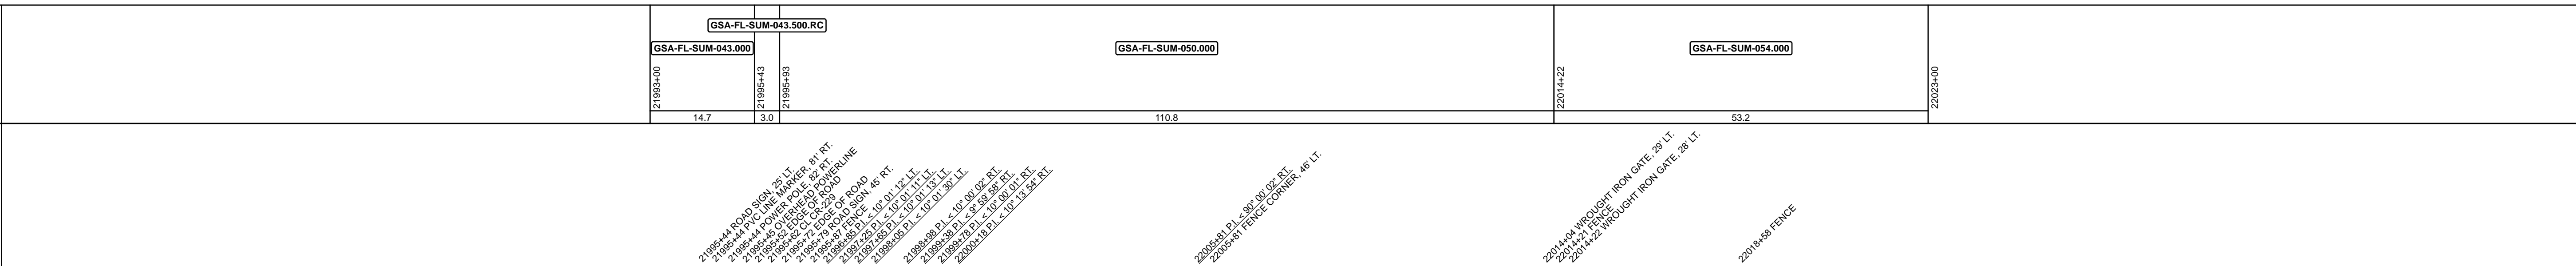 GSA-FL-SUM-043.500.RC
GSA-FL-SUM-043.000
GSA-FL-SUM-050.000
GSA-FL-SUM-054.000
21993+00
21995+43
21995+93
22014+22
22023+00
14.7
3.0
110.8
53.2
21995+44 ROAD SIGN, 25' LT.
21995+44 PVC LINE MARKER, 81' RT.
21995+44 POWER POLE, 82' RT.
21995+45 OVERHEAD POWERLINE
21995+52 EDGE OF ROAD
21995+62 CL CR-229
21995+72 EDGE OF ROAD
21995+79 ROAD SIGN, 45' RT.
21995+87 FENCE
21996+85 P.I. < 10° 01' 12" LT.
21997+25 P.I. < 10° 01' 11" LT.
21997+65 P.I. < 10° 01' 13" LT.
21998+05 P.I. < 10° 01' 30" LT.
21998+98 P.I. < 10° 00' 02" RT.
21999+38 P.I. < 9° 59' 58" RT.
21999+78 P.I. < 10° 00' 01" RT.
22000+18 P.I. < 10° 13' 54" RT.
22005+81 P.I. < 90° 00' 02" RT.
22005+81 FENCE CORNER, 46' LT.
22014+04 WROUGHT IRON GATE, 29' LT.
22014+21 FENCE
22014+22 WROUGHT IRON GATE, 28' LT.
22018+58 FENCE